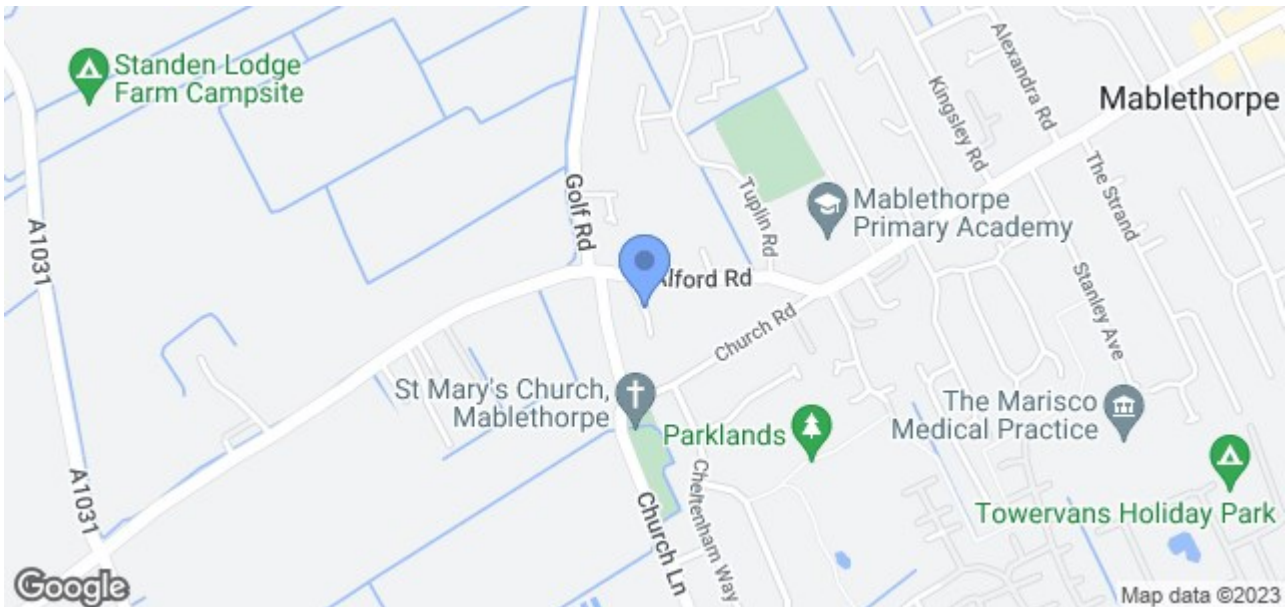 Standen Lodge
Farm Campsite
A1031
A1031
Golf Rd
Tuplin Rd
Kingsley Rd
Alexandra Rd
The Strand
Mablethorpe
Mablethorpe
Primary Academy
Alford Rd
Church Rd
Stanley Ave
St Mary's Church,
Mablethorpe
Parklands
The Marisco
Medical Practice
Church Ln
Cheltenham Way
Towervans Holiday Park
Google
Map data ©2023